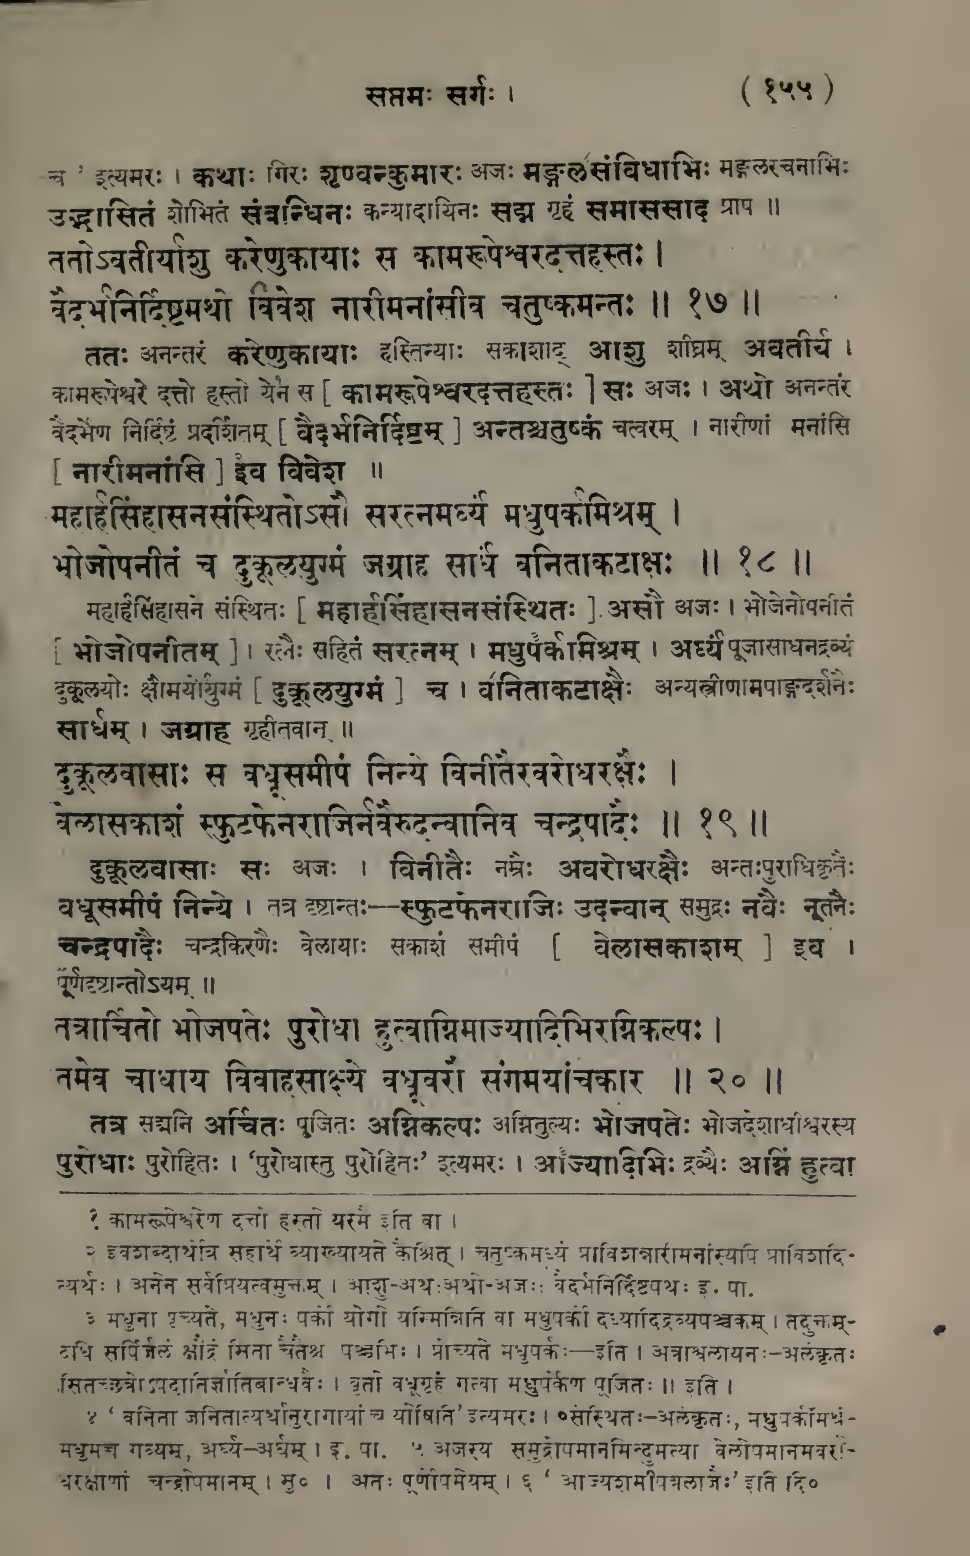 सप्तमः सर्गः । ( १५५ )
च ' इत्यमरः । कथाः गिरः शृण्वन्कुमारः अजः मङ्गलसंविधाभिः मङ्गलरचनाभिः
उद्भासितं शोभितं संबन्धिनः कन्यादायिनः सद्म गृहं समाससाद प्राप ॥
ततोऽवतीर्याशु करेणुकायाः स कामरूपेश्वरदत्तहस्तः ।
वैदर्भनिर्दिष्टमथो विवेश नारीमनांसीव चतुष्कमन्तः ॥ १७ ॥
ततः अनन्तरं करेणुकायाः हस्तिन्याः सकाशाद् आशु शीघ्रम् अवतीर्य ।
कामरूपेश्वरे दत्तो हस्तो येन स [ कामरूपेश्वरदत्तहस्तः ] सः अजः । अथो अनन्तरं
वैदर्भेण निर्दिष्टं प्रदर्शितम् [ वैदर्भनिर्दिष्टम् ] अन्तश्चतुष्कं चत्वरम् । नारीणां मनांसि
[ नारीमनांसि ] इव विवेश ॥
महार्हसिंहासनसंस्थितोऽसौ सरत्नमर्घ्यं मधुपर्कमिश्रम् ।
भोजोपनीतं च दुकूलयुग्मं जग्राह सार्धं वनिताकटाक्षः ॥ १८ ॥
महार्हसिंहासने संस्थितः [ महार्हसिंहासनसंस्थितः ] असौ अजः । भोजेनोपनीतं
[ भोजोपनीतम् ] । रत्नैः सहितं सरत्नम् । मधुपर्कमिश्रम् । अर्घ्यं पूजासाधनद्रव्यं
दुकूलयोः क्षौमयोर्युग्मं [ दुकूलयुग्मं ] च । वनिताकटाक्षैः अन्यस्त्रीणामपाङ्गदर्शनैः
सार्धम् । जग्राह गृहीतवान् ॥
दुकूलवासाः स वधूसमीपं निन्ये विनीतैरवरोधरक्षैः ।
वेलासकाशं स्फुटफेनराजिर्नवैरुदन्वानिव चन्द्रपादैः ॥ १९ ॥
दुकूलवासाः सः अजः । विनीतैः नम्रैः अवरोधरक्षैः अन्तःपुराधिकृतैः
वधूसमीपं निन्ये । तत्र दृष्टान्तः—स्फुटफेनराजिः उदन्वान् समुद्रः नवैः नूतनैः
चन्द्रपादैः चन्द्रकिरणैः वेलायाः सकाशं समीपं [ वेलासकाशम् ] इव ।
पूर्णदृष्टान्तोऽयम् ॥
तत्रार्चितो भोजपतेः पुरोधा हुत्वाग्निमाज्यादिभिरग्निकल्पः ।
तमेव चाधाय विवाहसाक्ष्ये वधूवरौ संगमयांचकार ॥ २० ॥
तत्र सद्मनि अर्चितः पूजितः अग्निकल्पः अग्नितुल्यः भोजपतेः भोजदेशाधीश्वरस्य
पुरोधाः पुरोहितः । 'पुरोधास्तु पुरोहितः' इत्यमरः । आज्यादिभिः द्रव्यैः अग्निं हुत्वा
१ कामरूपेश्वरेण दत्तो हस्तो यस्मै इति वा ।
२ इवशब्दोर्थात्र सहार्थे व्याख्यायते कैश्चित् । चतुष्कमध्यं प्राविशन्नारीमनांस्यपि प्राविशदि-
त्यर्थः । अनेन सर्वप्रियत्वमुक्तम् । आशु-अथ:अथो-अजः: वैदर्भनिर्दिष्टपथः इ. पा.
३ मधुना पृच्यते, मधुनः पर्को योगो यस्मिन्निति वा मधुपर्को दध्यादिद्रव्यपञ्चकम् । तदुक्तम्-
दधि सर्पिर्जलं क्षौद्रं सिता चैतैश्च पञ्चभिः । प्रोच्यते मधुपर्कः—इति । अत्राश्वलायनः-अलंकृतः
वृतो वधूगृहं गत्वा मधुपर्केण पूजितः ॥ इति ।
४ ' वनिता जनितात्यर्थानुरागायां च योषिति' इत्यमरः । ०संस्थितः-अलंकृतः, मधुपर्कमिश्रं-
मधुमच्च गव्यम्, अर्घ्यं-अर्घम् । इ. पा. ५ अजस्य समुद्रोपमानमिन्दुमत्या वेलोपमानमवरो-
धरक्षाणां चन्द्रोपमानम् । सु० । अतः पूर्णोपमेयम् । ६ ' आज्यशमीपत्रलाजैः' इति दि०